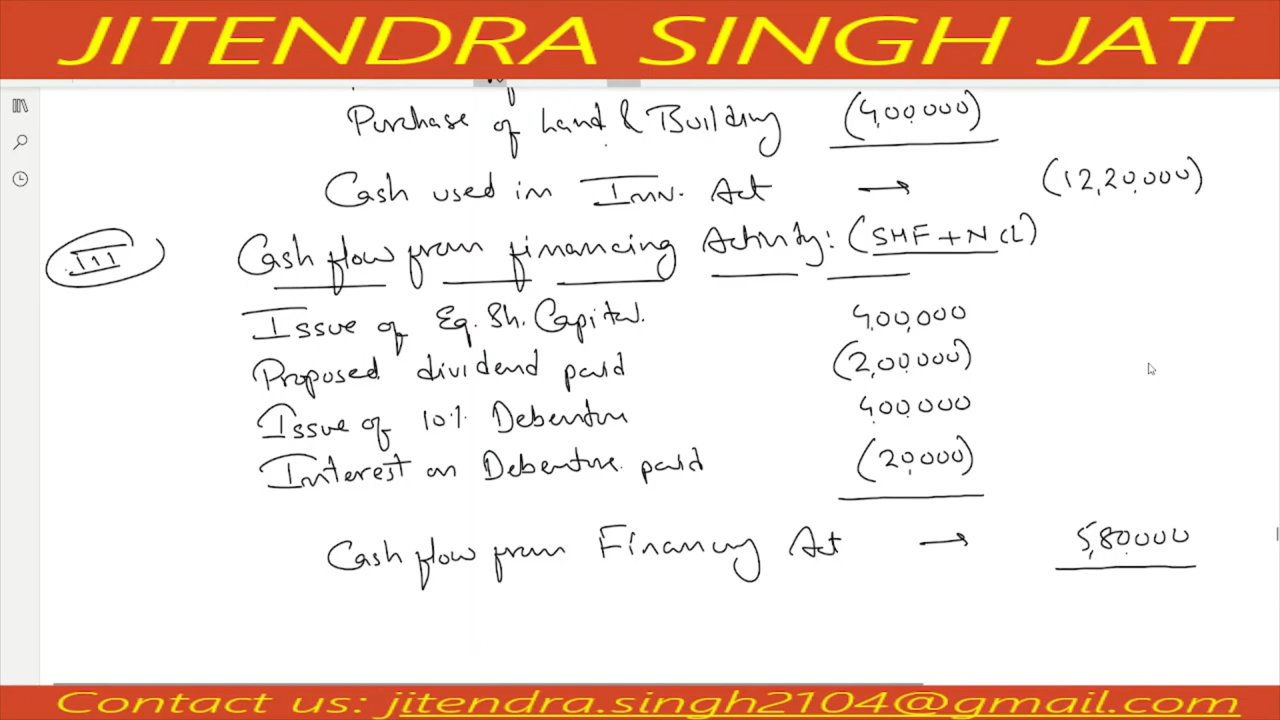 JITENDRA SINGH JAT
Purchase of Land & Building (4,00,000)
Cash used in Inv. Act → (12,20,000)
III Cash flow from financing Activity: (SHF + NCL)
Issue of Eq. Sh. Capital. 4,00,000
Proposed dividend paid (2,00,000)
Issue of 10% Debenture 4,00,000
Interest on Debenture paid (20,000)
Cash flow from Financing Act → 5,80,000
Contact us: jitendra.singh2104@gmail.com